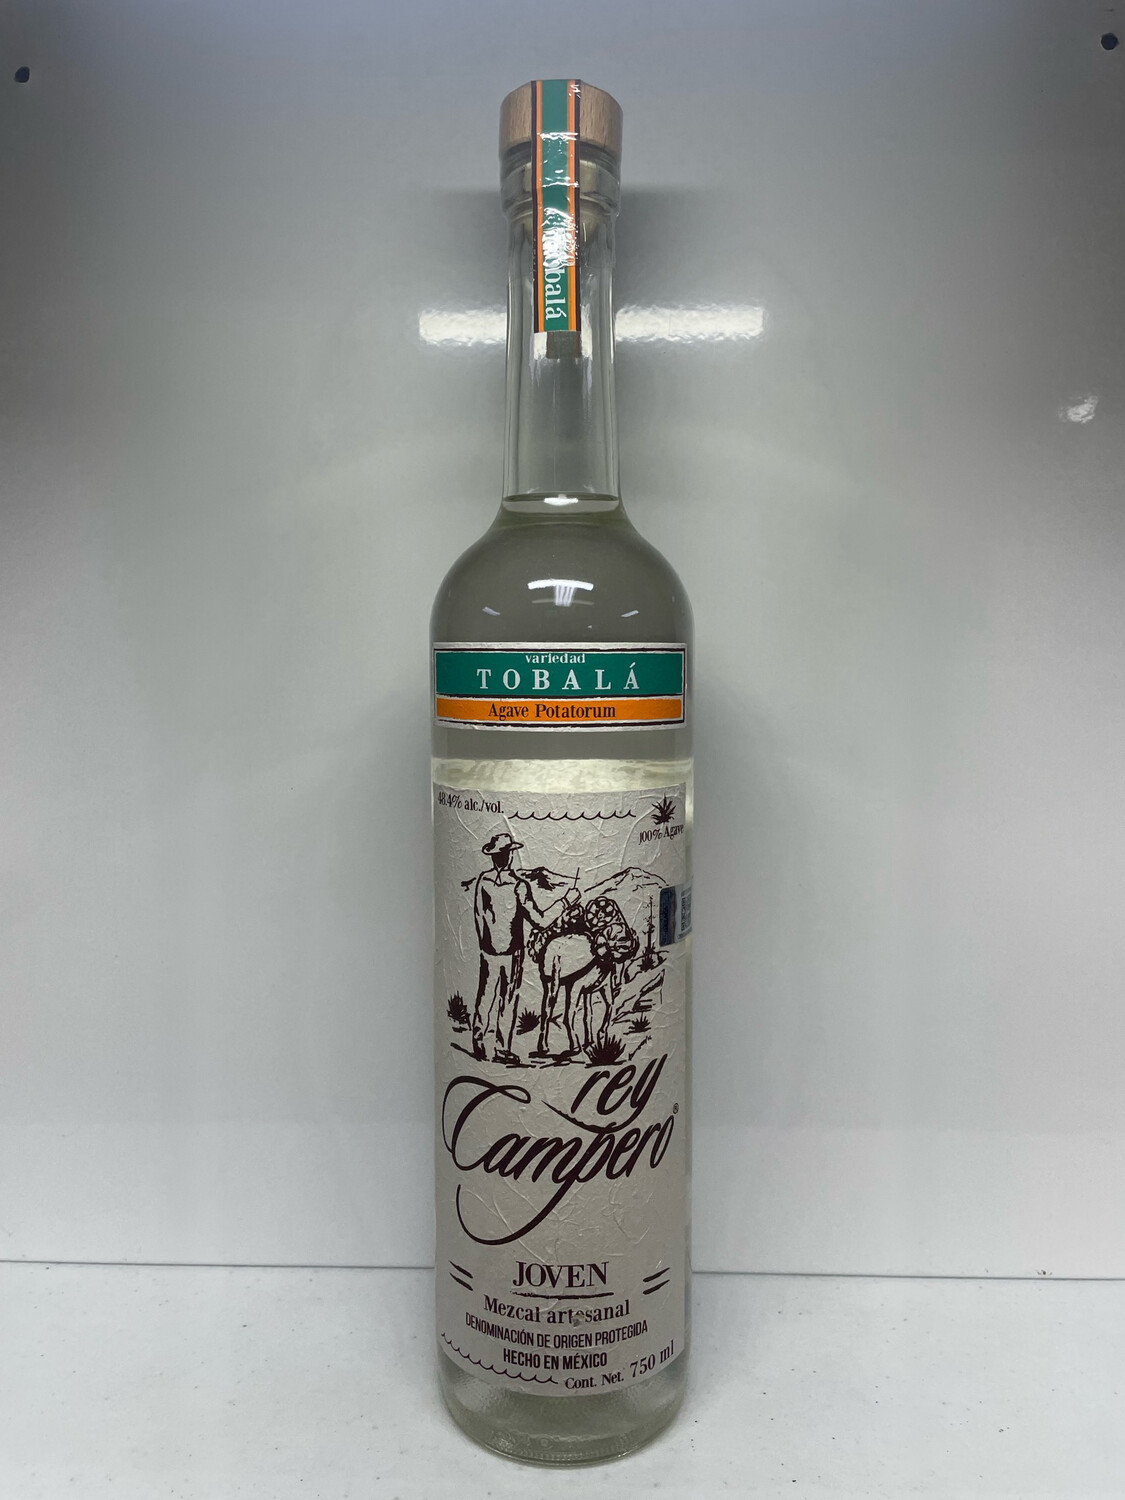 Tobalá
variedad
TOBALÁ
Agave Potatorum
48.4% alc./vol.
100% Agave
rey
Campero®
JOVEN
Mezcal artesanal
DENOMINACIÓN DE ORIGEN PROTEGIDA
HECHO EN MÉXICO
Cont. Net. 750 ml